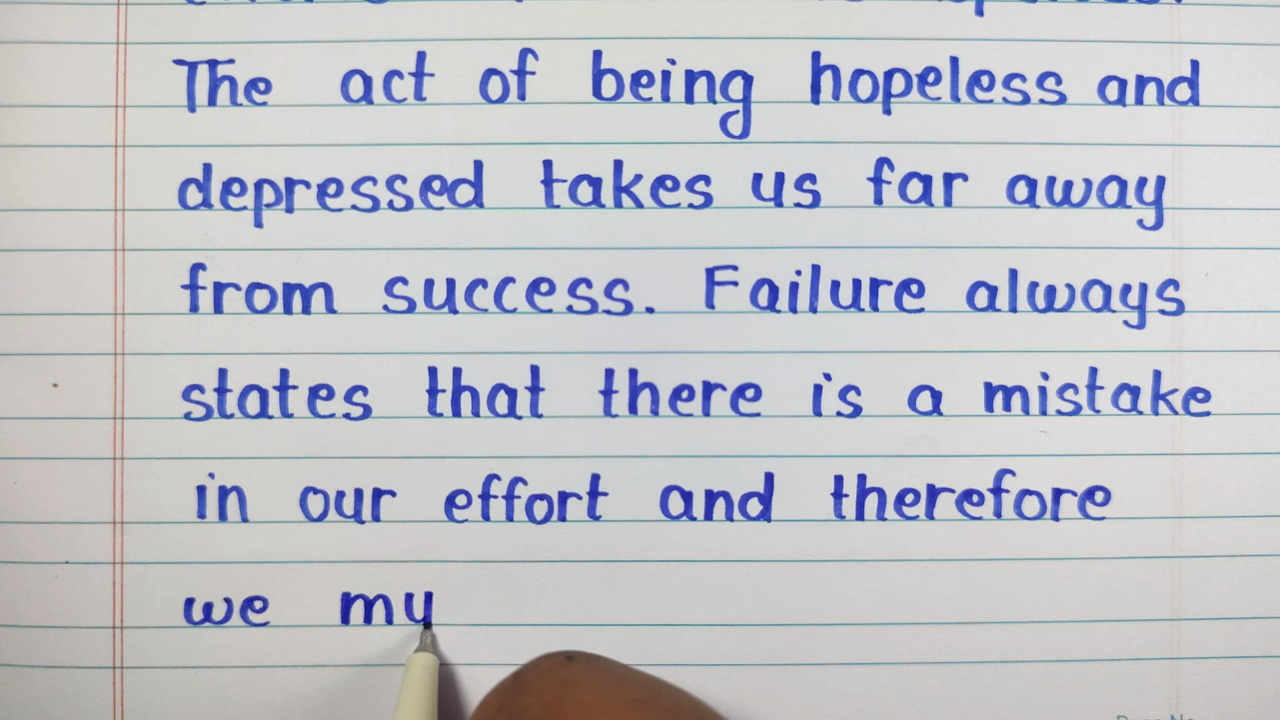 The act of being hopeless and
depressed takes us far away
from success. Failure always
states that there is a mistake
in our effort and therefore
we mu